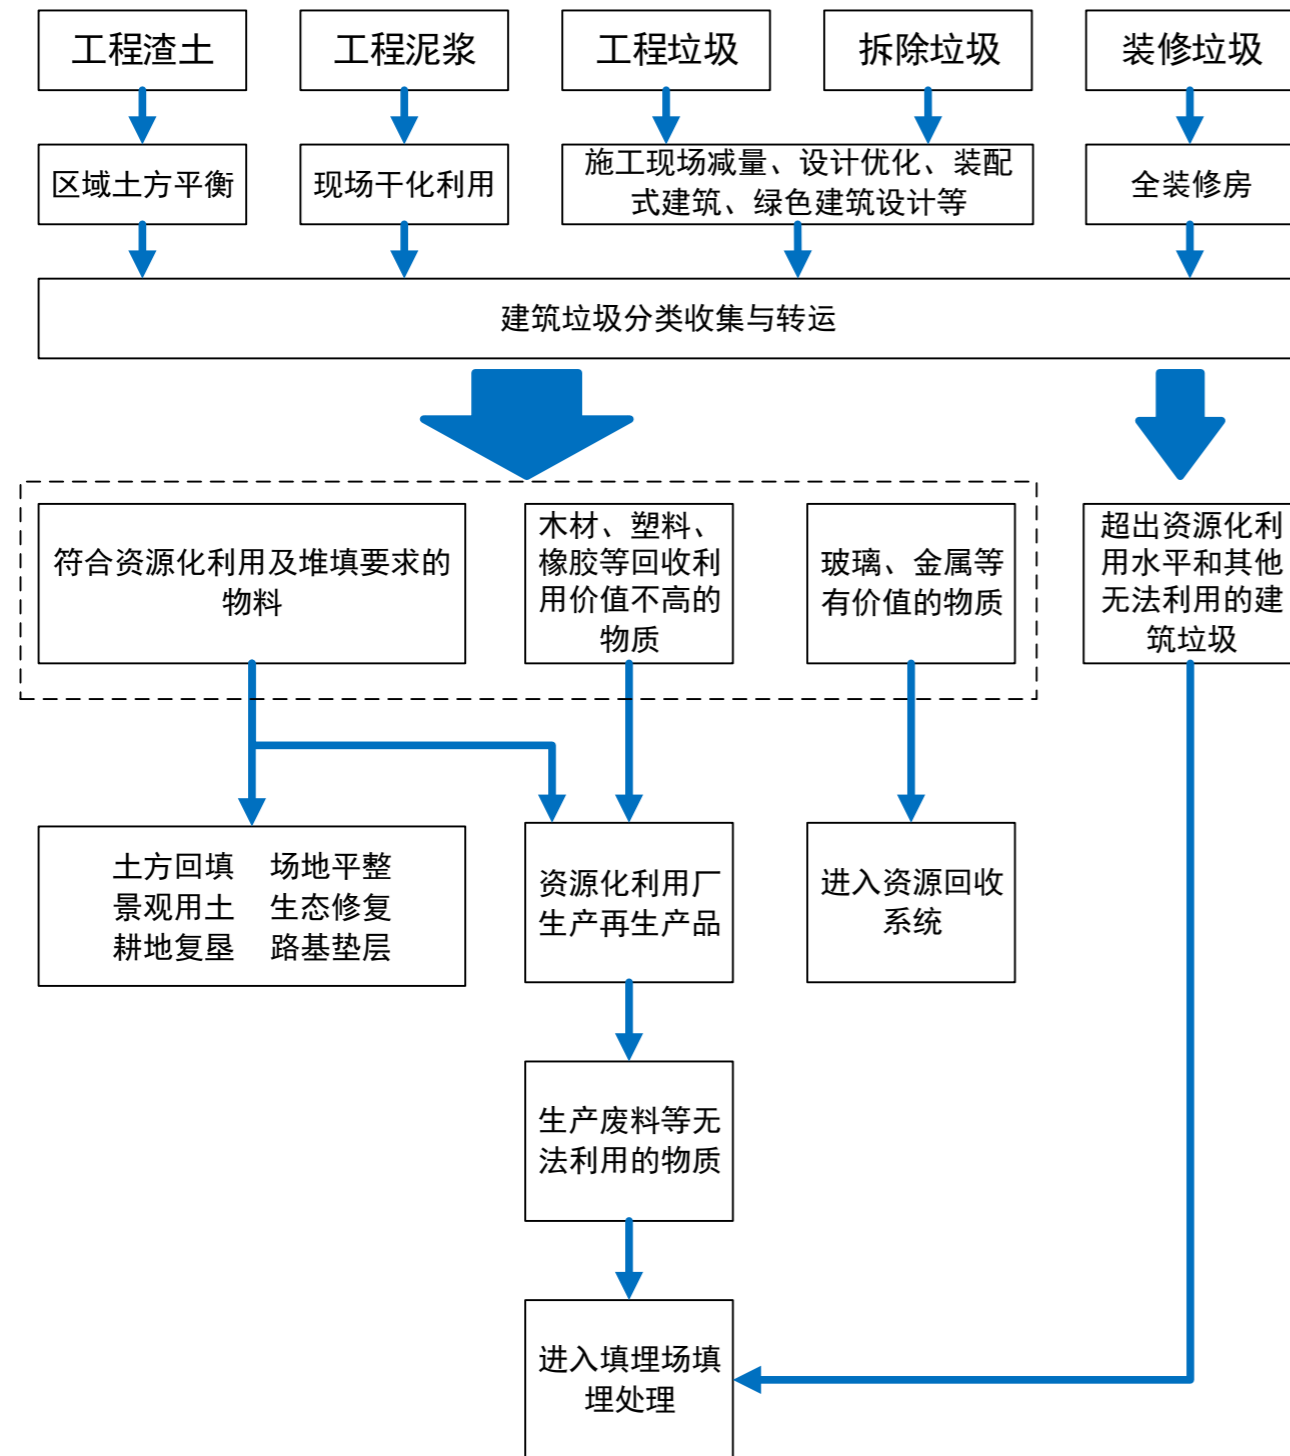 工程渣土
工程泥浆
工程垃圾
拆除垃圾
装修垃圾
区域土方平衡
现场干化利用
施工现场减量、设计优化、装配
式建筑、绿色建筑设计等
全装修房
建筑垃圾分类收集与转运
符合资源化利用及堆填要求的
物料
木材、塑料、
橡胶等回收利
用价值不高的
物质
玻璃、金属等
有价值的物质
超出资源化利
用水平和其他
无法利用的建
筑垃圾
土方回填 场地平整
景观用土 生态修复
耕地复垦 路基垫层
资源化利用厂
生产再生产品
进入资源回收
系统
生产废料等无
法利用的物质
进入填埋场填
埋处理